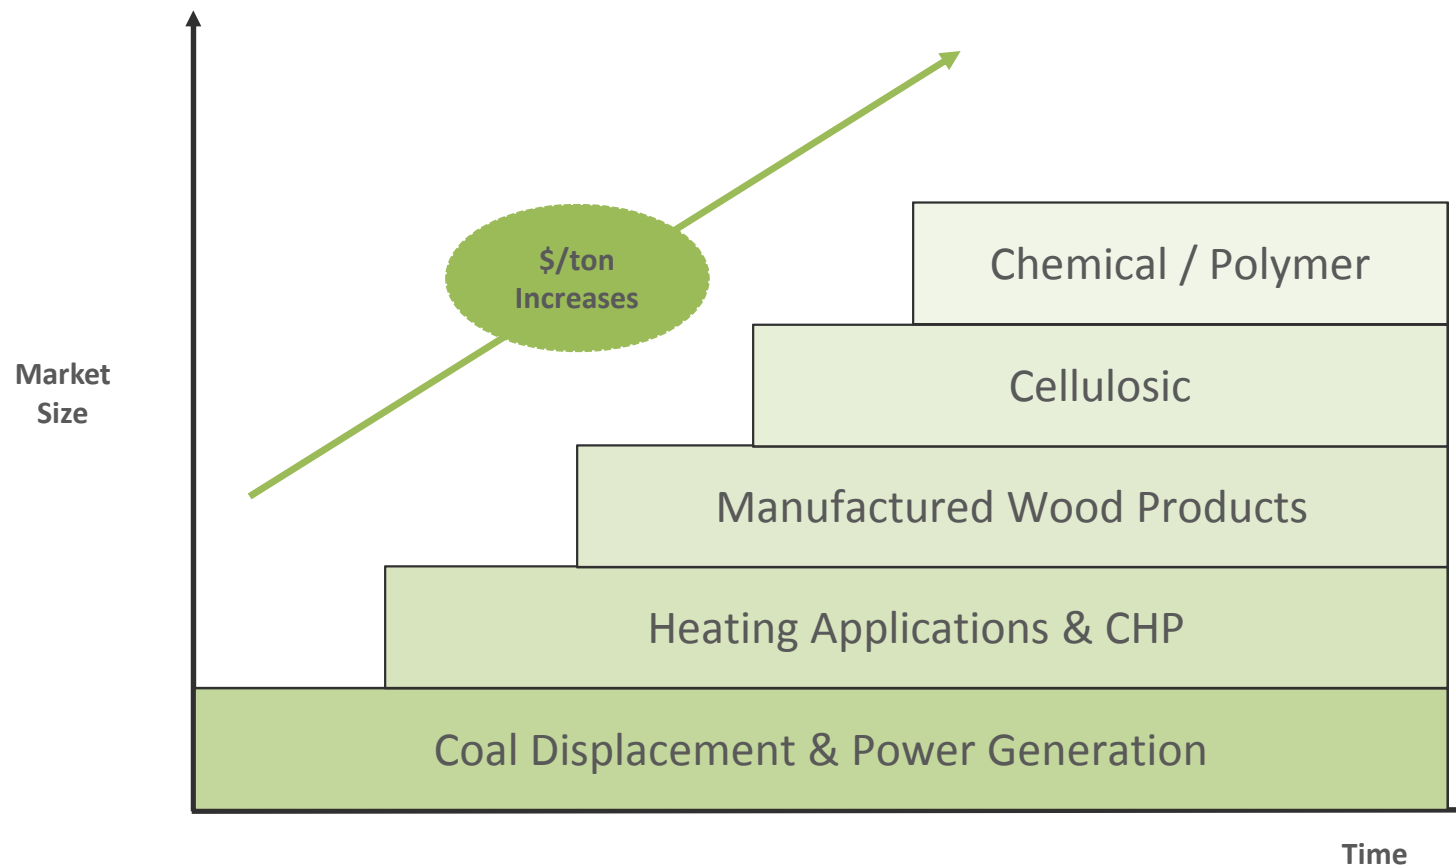 $/ton
Increases
Chemical / Polymer
Cellulosic
Market
Size
Manufactured Wood Products
Heating Applications & CHP
Coal Displacement & Power Generation
Time